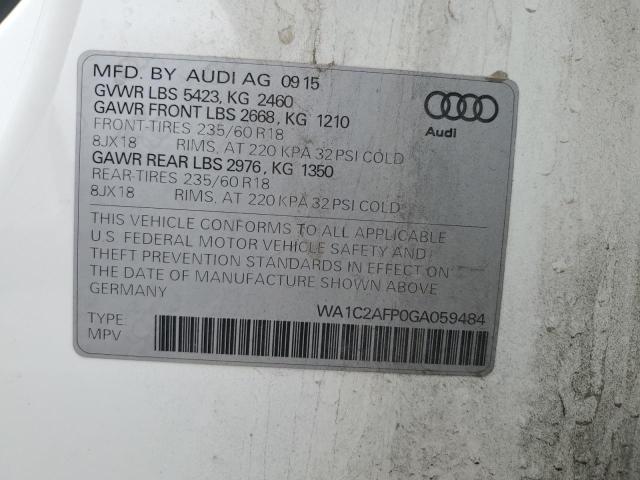 MFD. BY AUDI AG 0915
GVWR LBS 5423, KG 2460
GAWR FRONT LBS 2668, KG 1210
FRONT-TIRES 235/60 R18
8JX18 RIMS, AT 220 KPA 32 PSI COLD
GAWR REAR LBS 2976, KG 1350
REAR-TIRES 235/60 R18
8JX18 RIMS, AT 220 KPA 32 PSI COLD
Audi
THIS VEHICLE CONFORMS TO ALL APPLICABLE
U.S. FEDERAL MOTOR VEHICLE SAFETY AND
THEFT PREVENTION STANDARDS IN EFFECT ON
THE DATE OF MANUFACTURE SHOWN ABOVE
GERMANY
WA1C2AFP0GA059484
TYPE
MPV